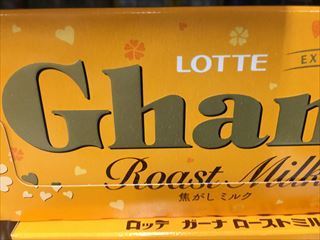 LOTTE
EX
Ghan
Roast Milk
焦がしミルク
ロッテ ガーナ ローストミル